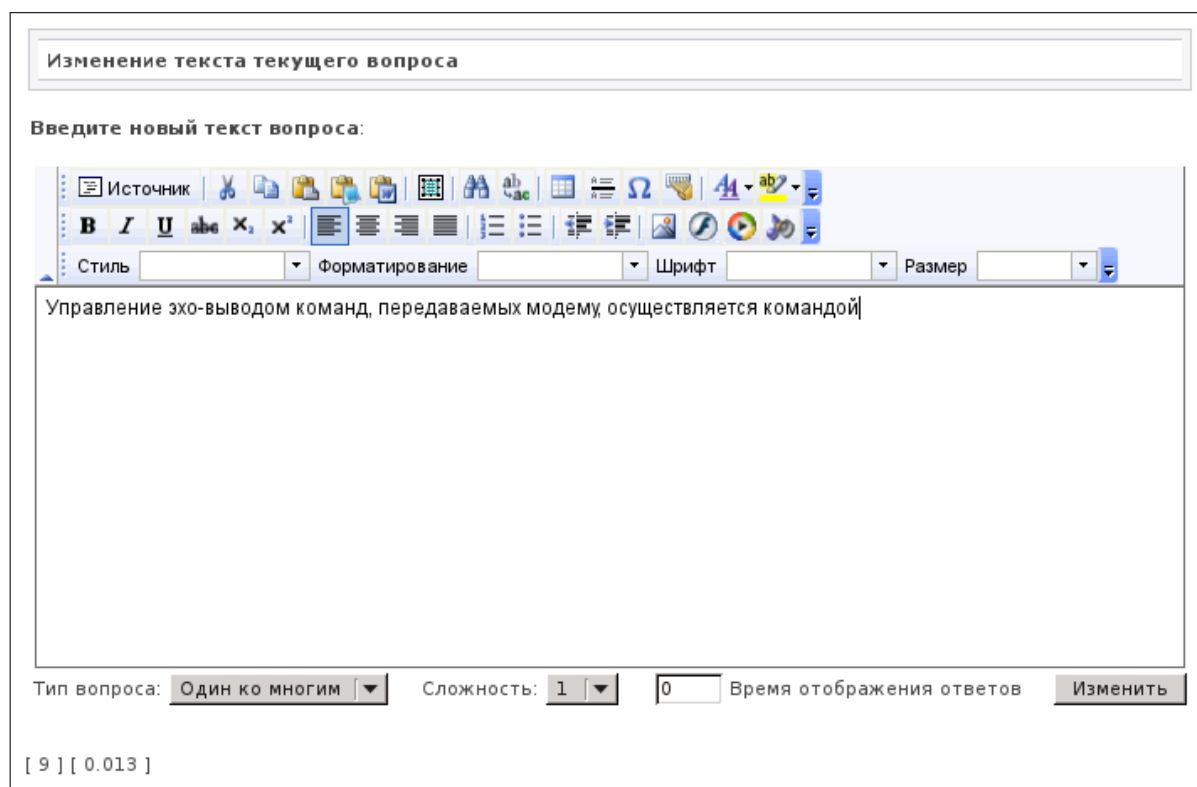 Изменение текста текущего вопроса
Введите новый текст вопроса:
Источник
Стиль Форматирование Шрифт Размер
Управление эхо-выводом команд, передаваемых модему, осуществляется командой
Тип вопроса: Один ко многим Сложность: 1 0 Время отображения ответов Изменить
[ 9 ][ 0.013 ]